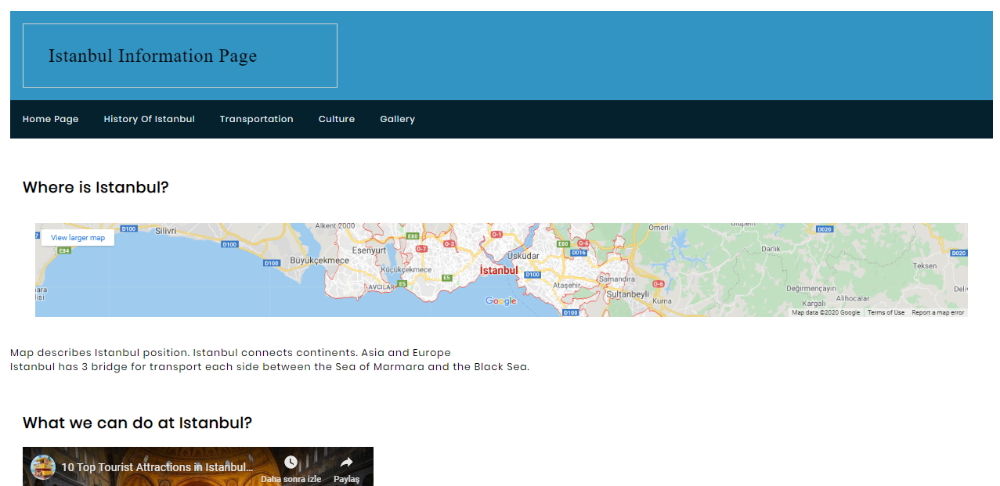 Istanbul Information Page
Home Page History Of Istanbul Transportation Culture Gallery
Where is Istanbul?
View larger map
D100
Silivri
Alkent 2000
Ömerli
D020
7
E84
D100
D100
Büyükçekmece
Esenyurt
E80
O-7
O-3
O-1
Küçükçekmece
AVCILAR
E5
E5
İstanbul
Üsküdar
D100
E80
O-6
D016
Ataşehir
Samandıra
Sultanbeyli
O-6
Kurna
Darlık
D020
Teksen
Değirmençayırı
Kargalı
Alihocalar
Deli
ara
lisi
Google
D100
Map data ©2020 Google Terms of Use Report a map error
Map describes Istanbul position. Istanbul connects continents. Asia and Europe
Istanbul has 3 bridge for transport each side between the Sea of Marmara and the Black Sea.
What we can do at Istanbul?
10 Top Tourist Attractions in Istanbul...
Daha sonra izle Paylaş